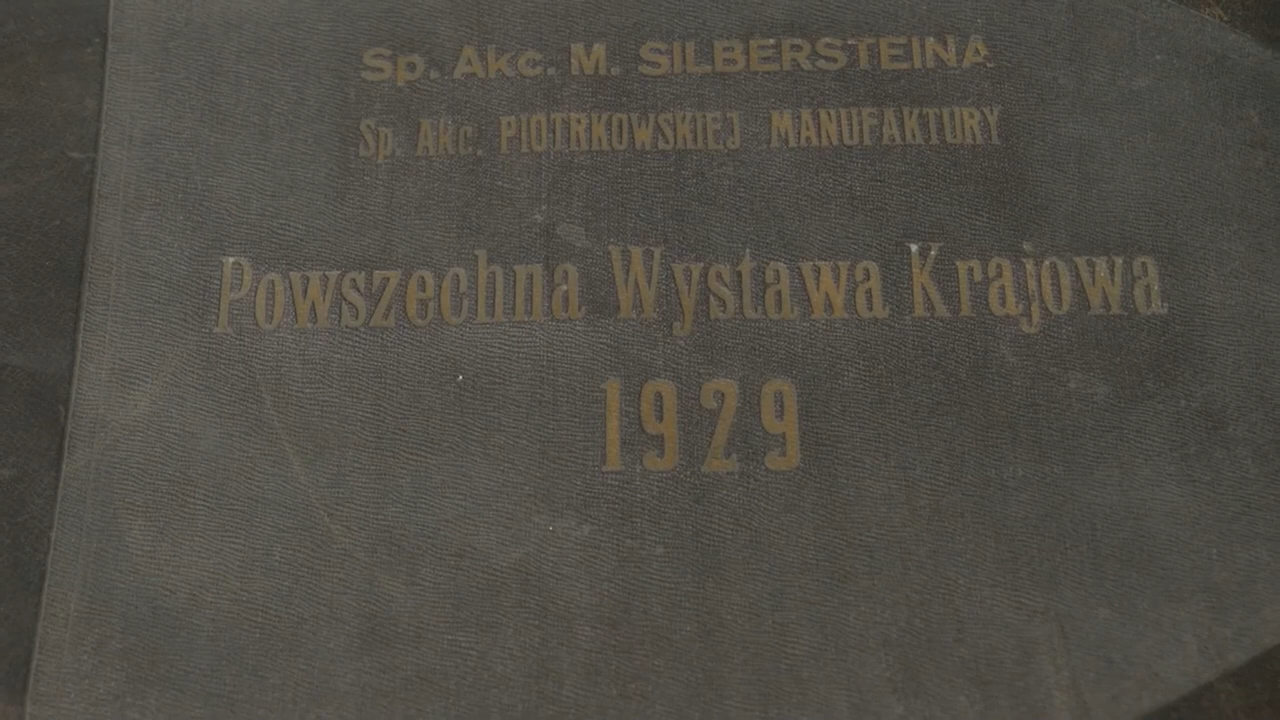 Sp. Akc. M. SILBERSTEINA
Sp. Akc. PIOTRKOWSKIEJ MANUFAKTURY
Powszechna Wystawa Krajowa
1929